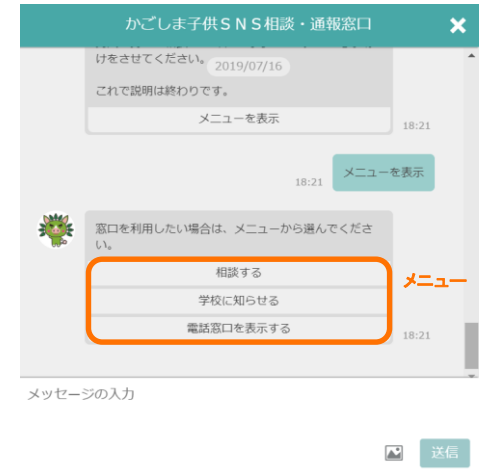 かごしま子供ＳＮＳ相談・通報窓口
けをさせてください。
2019/07/16
これで説明は終わりです。
メニューを表示
18:21
メニューを表示
18:21
窓口を利用したい場合は、メニューから選んでくださ
い。
相談する
学校に知らせる
電話窓口を表示する
18:21
メニュー
メッセージの入力
送信